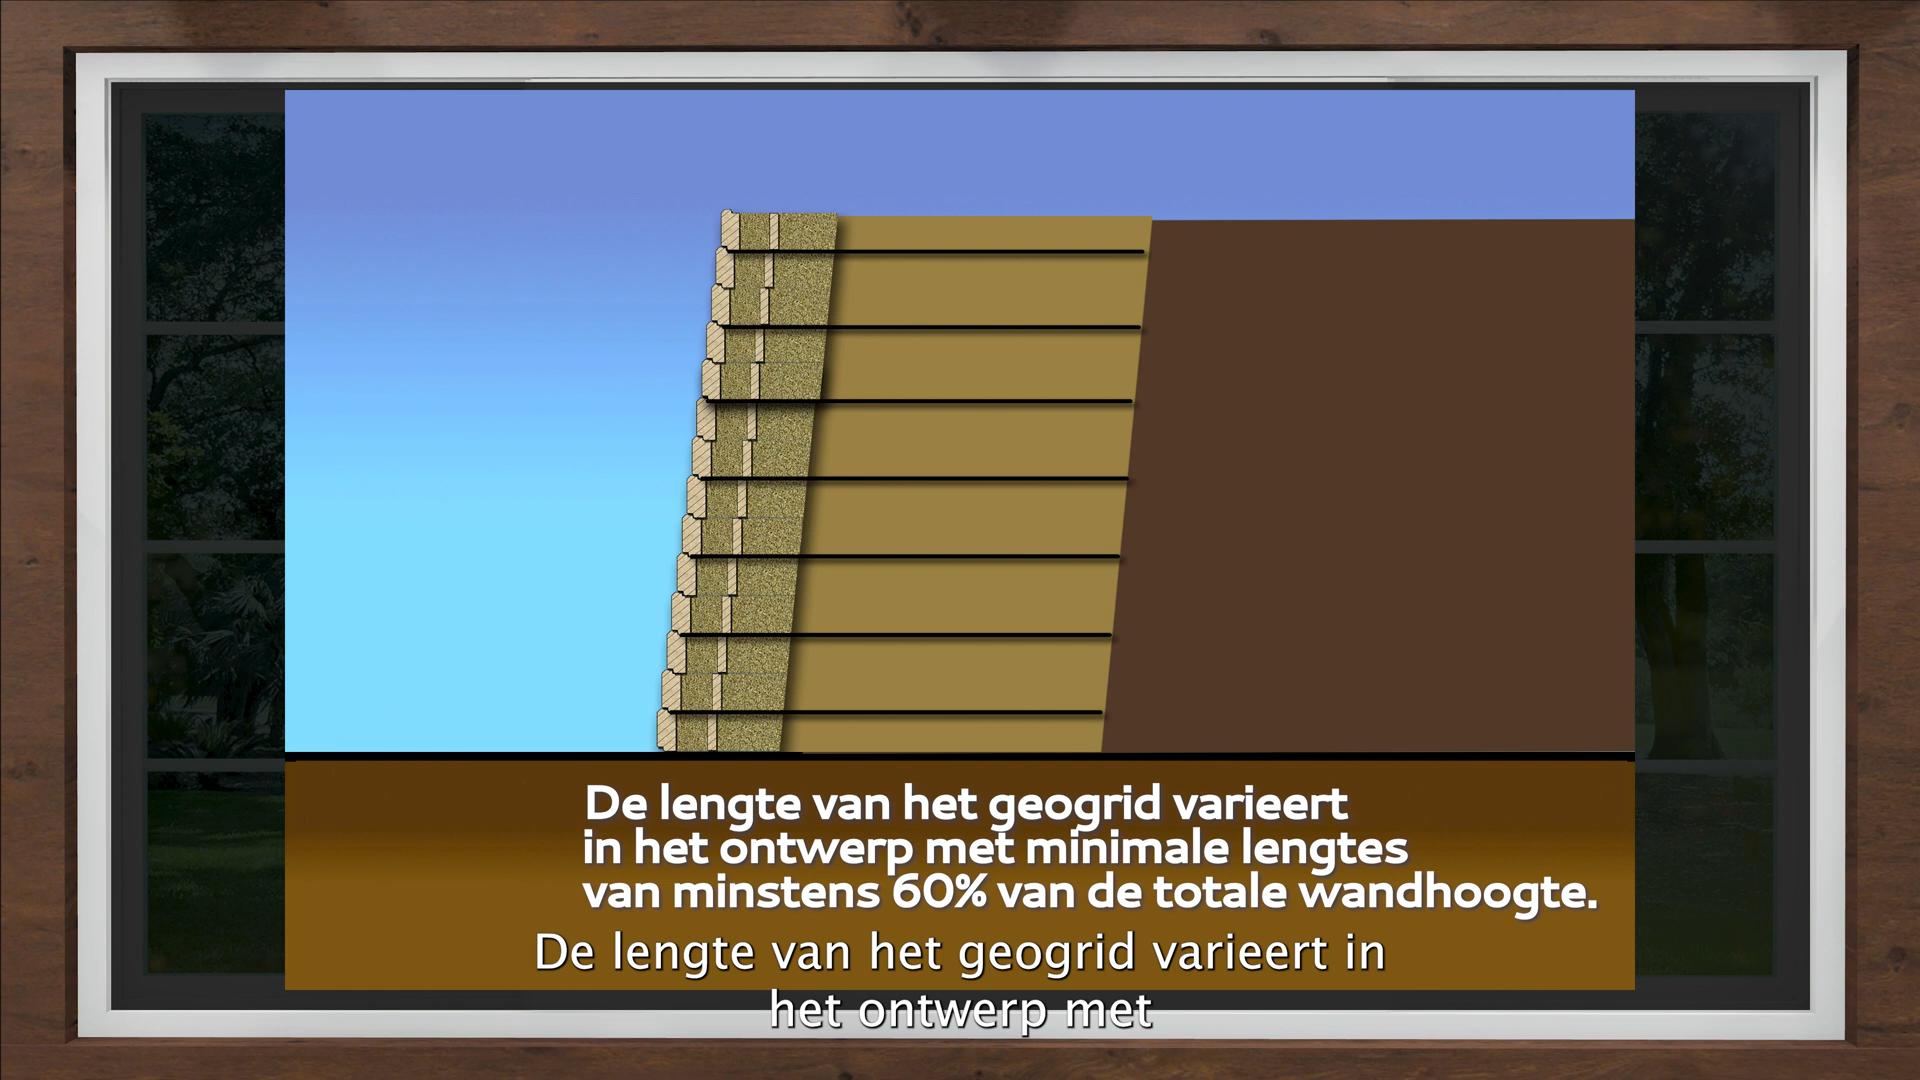 De lengte van het geogrid varieert
in het ontwerp met minimale lengtes
van minstens 60% van de totale wandhoogte.
De lengte van het geogrid varieert in
het ontwerp met